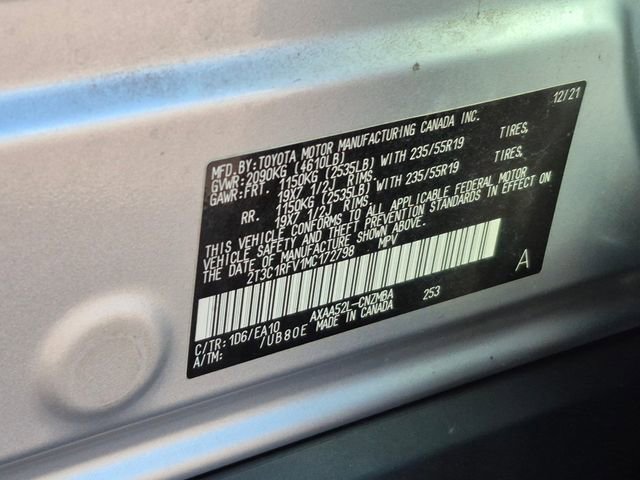 MFD.BY:TOYOTA MOTOR MANUFACTURING CANADA INC. 12/21
GVWR:2090KG (4610LB)
GAWR:FRT. 1150KG (2535LB) WITH 235/55R19 TIRES,
19X7 1/2J RIMS
RR. 1150KG (2535LB) WITH 235/55R19 TIRES,
19X7 1/2J RIMS
THIS VEHICLE CONFORMS TO ALL APPLICABLE FEDERAL MOTOR
VEHICLE SAFETY AND THEFT PREVENTION STANDARDS IN EFFECT ON
THE DATE OF MANUFACTURE SHOWN ABOVE.
2T3C1RFV1MC172798 MPV
A
AXAA52L-CNZMBA 253
C/TR:1D6/EA10 MADE IN CANADA
A/TM: /UB80E